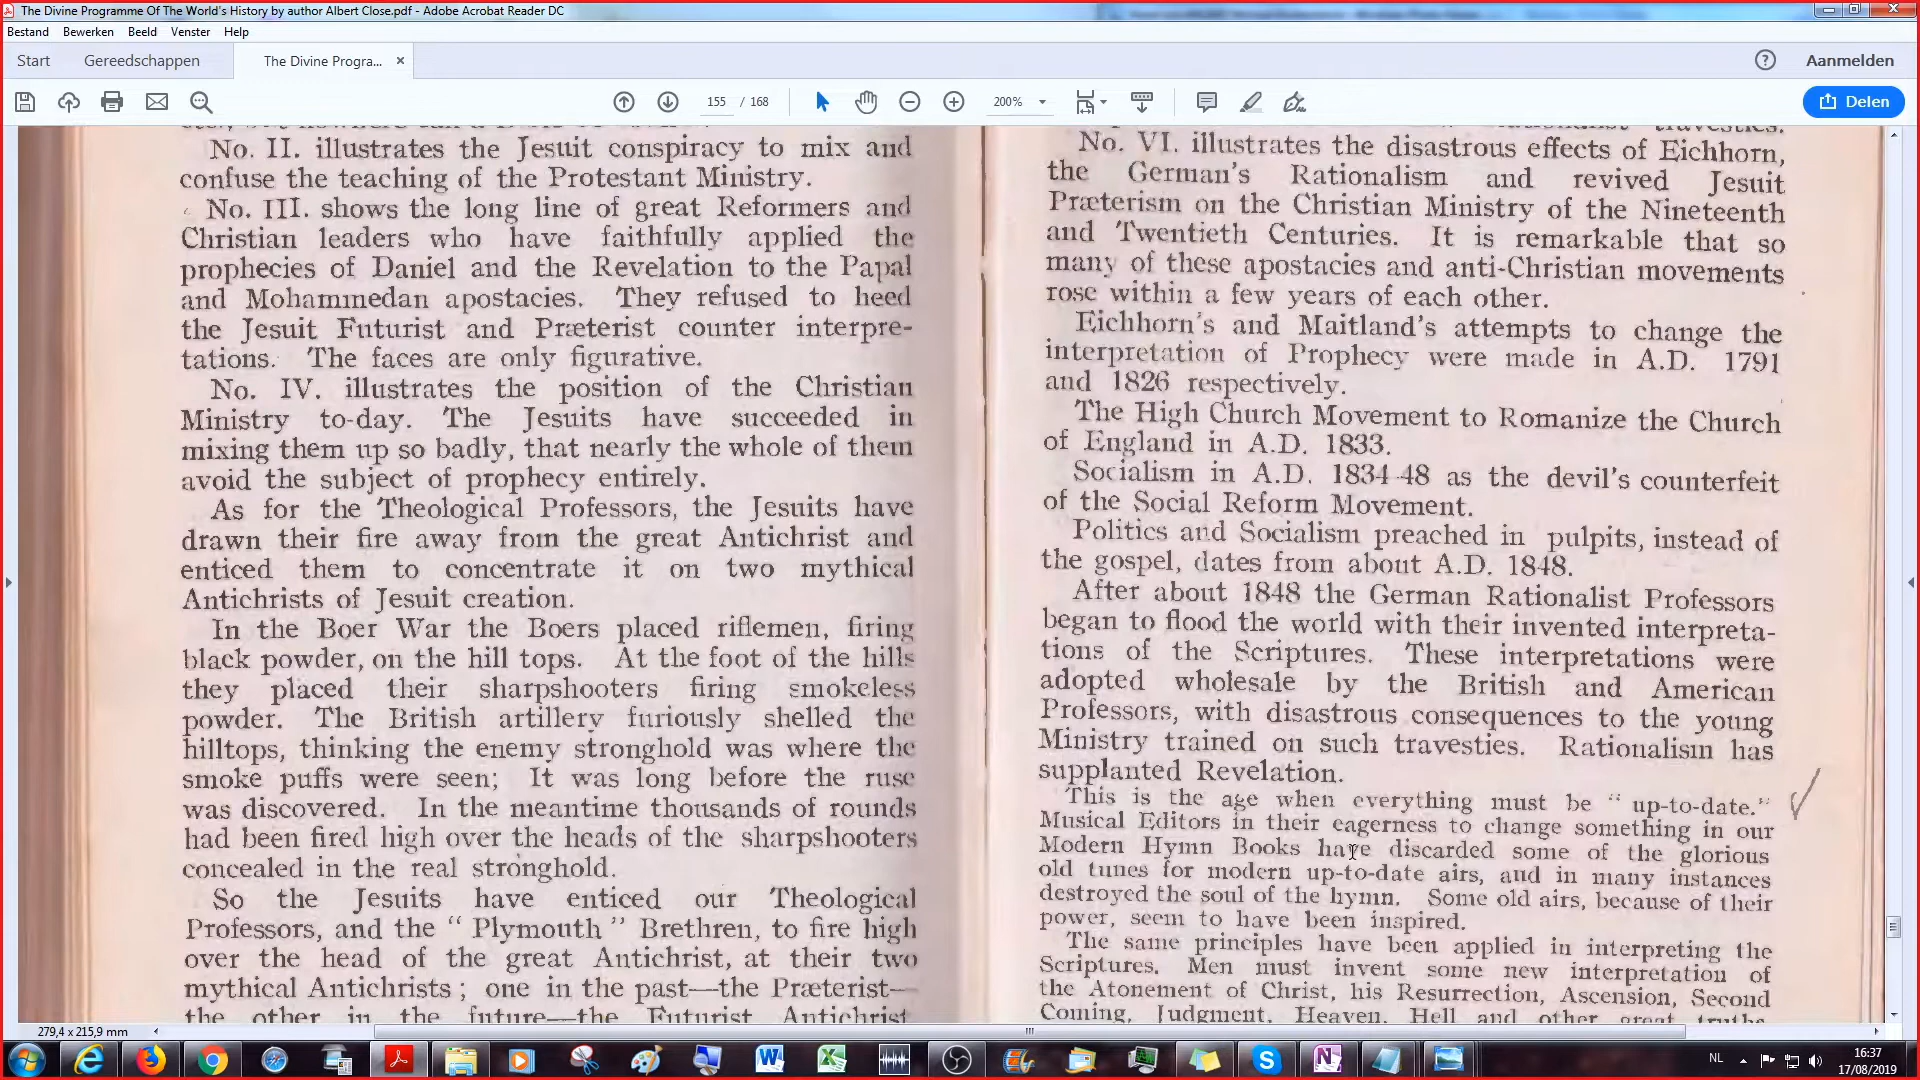 The Divine Programme Of The World's History by author Albert Close.pdf - Adobe Acrobat Reader DC
Bestand Bewerken Beeld Venster Help
Start Gereedschappen The Divine Progra... × Aanmelden
155 / 168 200% Delen
No. II. illustrates the Jesuit conspiracy to mix and
confuse the teaching of the Protestant Ministry.
No. III. shows the long line of great Reformers and
Christian leaders who have faithfully applied the
prophecies of Daniel and the Revelation to the Papal
and Mohammedan apostacies. They refused to heed
the Jesuit Futurist and Præterist counter interpre-
tations. The faces are only figurative.
No. IV. illustrates the position of the Christian
Ministry to-day. The Jesuits have succeeded in
mixing them up so badly, that nearly the whole of them
avoid the subject of prophecy entirely.
As for the Theological Professors, the Jesuits have
drawn their fire away from the great Antichrist and
enticed them to concentrate it on two mythical
Antichrists of Jesuit creation.
In the Boer War the Boers placed riflemen, firing
black powder, on the hill tops. At the foot of the hills
they placed their sharpshooters firing smokeless
powder. The British artillery furiously shelled the
hilltops, thinking the enemy stronghold was where the
smoke puffs were seen; It was long before the ruse
was discovered. In the meantime thousands of rounds
had been fired high over the heads of the sharpshooters
concealed in the real stronghold.
So the Jesuits have enticed our Theological
Professors, and the "Plymouth" Brethren, to fire high
over the head of the great Antichrist, at their two
mythical Antichrists; one in the past—the Præterist—
the other in the future—the Futurist Antichrist
travesties.
No. VI. illustrates the disastrous effects of Eichhorn,
the German's Rationalism and revived Jesuit
Præterism on the Christian Ministry of the Nineteenth
and Twentieth Centuries. It is remarkable that so
many of these apostacies and anti-Christian movements
rose within a few years of each other.
Eichhorn's and Maitland's attempts to change the
interpretation of Prophecy were made in A.D. 1791
and 1826 respectively.
The High Church Movement to Romanize the Church
of England in A.D. 1833.
Socialism in A.D. 1834-48 as the devil's counterfeit
of the Social Reform Movement.
Politics and Socialism preached in pulpits, instead of
the gospel, dates from about A.D. 1848.
After about 1848 the German Rationalist Professors
began to flood the world with their invented interpreta-
tions of the Scriptures. These interpretations were
adopted wholesale by the British and American
Professors, with disastrous consequences to the young
Ministry trained on such travesties. Rationalism has
supplanted Revelation.
This is the age when everything must be "up-to-date."
Musical Editors in their eagerness to change something in our
Modern Hymn Books have discarded some of the glorious
old tunes for modern up-to-date airs, and in many instances
destroyed the soul of the hymn. Some old airs, because of their
power, seem to have been inspired.
The same principles have been applied in interpreting the
Scriptures. Men must invent some new interpretation of
the Atonement of Christ, his Resurrection, Ascension, Second
Coming, Judgment, Heaven, Hell and other great truths
279,4 x 215,9 mm
NL 16:37
17/08/2019